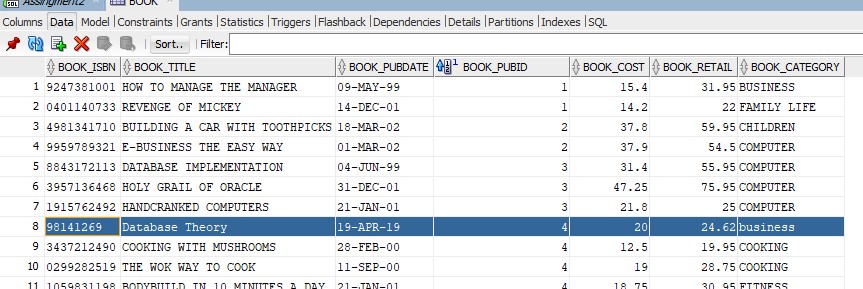 Assingment2 BOOK
Columns Data Model Constraints Grants Statistics Triggers Flashback Dependencies Details Partitions Indexes SQL
Sort.. Filter:
BOOK_ISBN BOOK_TITLE BOOK_PUBDATE 1 BOOK_PUBID BOOK_COST BOOK_RETAIL BOOK_CATEGORY
1 9247381001 HOW TO MANAGE THE MANAGER 09-MAY-99 1 15.4 31.95 BUSINESS
2 0401140733 REVENGE OF MICKEY 14-DEC-01 1 14.2 22 FAMILY LIFE
3 4981341710 BUILDING A CAR WITH TOOTHPICKS 18-MAR-02 2 37.8 59.95 CHILDREN
4 9959789321 E-BUSINESS THE EASY WAY 01-MAR-02 2 37.9 54.5 COMPUTER
5 8843172113 DATABASE IMPLEMENTATION 04-JUN-99 3 31.4 55.95 COMPUTER
6 3957136468 HOLY GRAIL OF ORACLE 31-DEC-01 3 47.25 75.95 COMPUTER
7 1915762492 HANDCRANKED COMPUTERS 21-JAN-01 3 21.8 25 COMPUTER
8 98141269 Database Theory 19-APR-19 4 20 24.62 business
9 3437212490 COOKING WITH MUSHROOMS 28-FEB-00 4 12.5 19.95 COOKING
10 0299282519 THE WOK WAY TO COOK 11-SEP-00 4 19 28.75 COOKING
11 1059831198 BODYBUILD IN 10 MINUTES A DAY 21-JAN-01 4 18.75 30.95 FITNESS